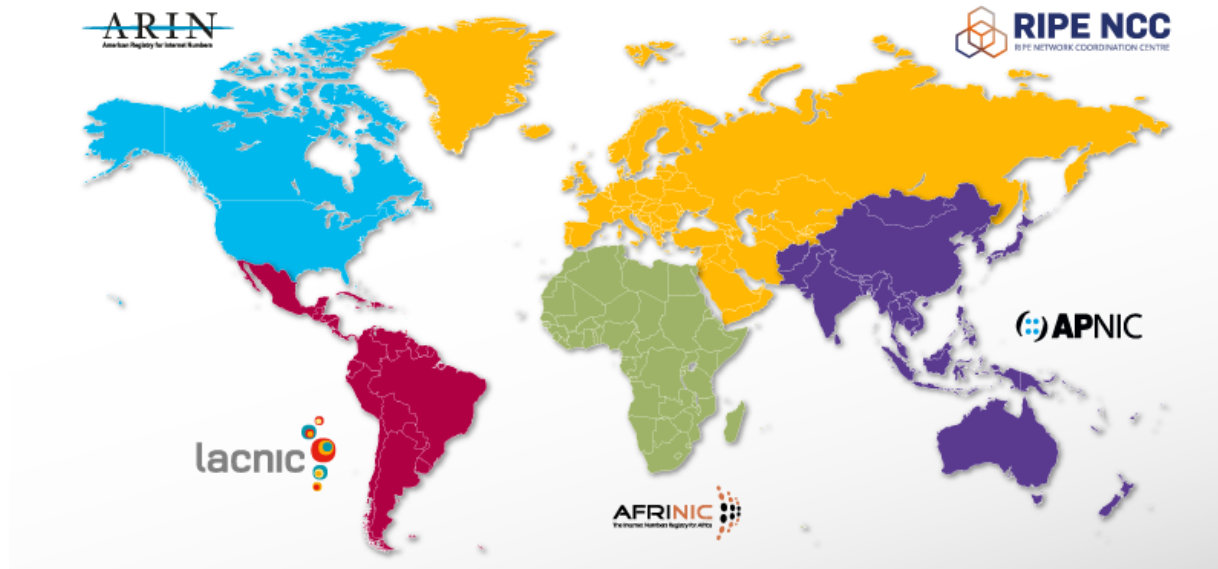 ARIN
American Registry for Internet Numbers
RIPE NCC
RIPE NETWORK COORDINATION CENTRE
APNIC
lacnic
AFRINIC
The Internet Numbers Registry for Africa